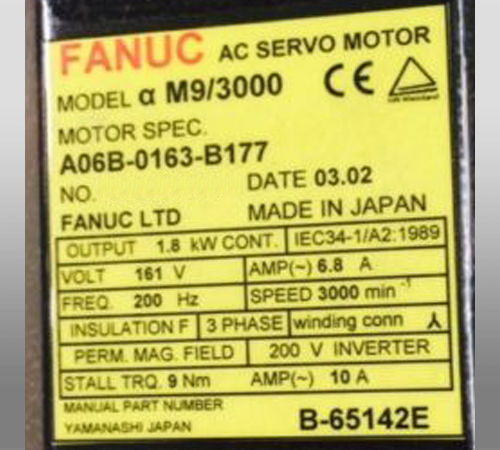 FANUC AC SERVO MOTOR
MODEL α M9/3000 CE
MOTOR SPEC.
A06B-0163-B177
NO. DATE 03.02
FANUC LTD MADE IN JAPAN
OUTPUT 1.8 kW CONT. IEC34-1/A2:1989
VOLT 161 V AMP(~) 6.8 A
FREQ. 200 Hz SPEED 3000 min⁻¹
INSULATION F 3 PHASE winding conn
PERM. MAG. FIELD 200 V INVERTER
STALL TRQ. 9 Nm AMP(~) 10 A
MANUAL PART NUMBER
YAMANASHI JAPAN B-65142E